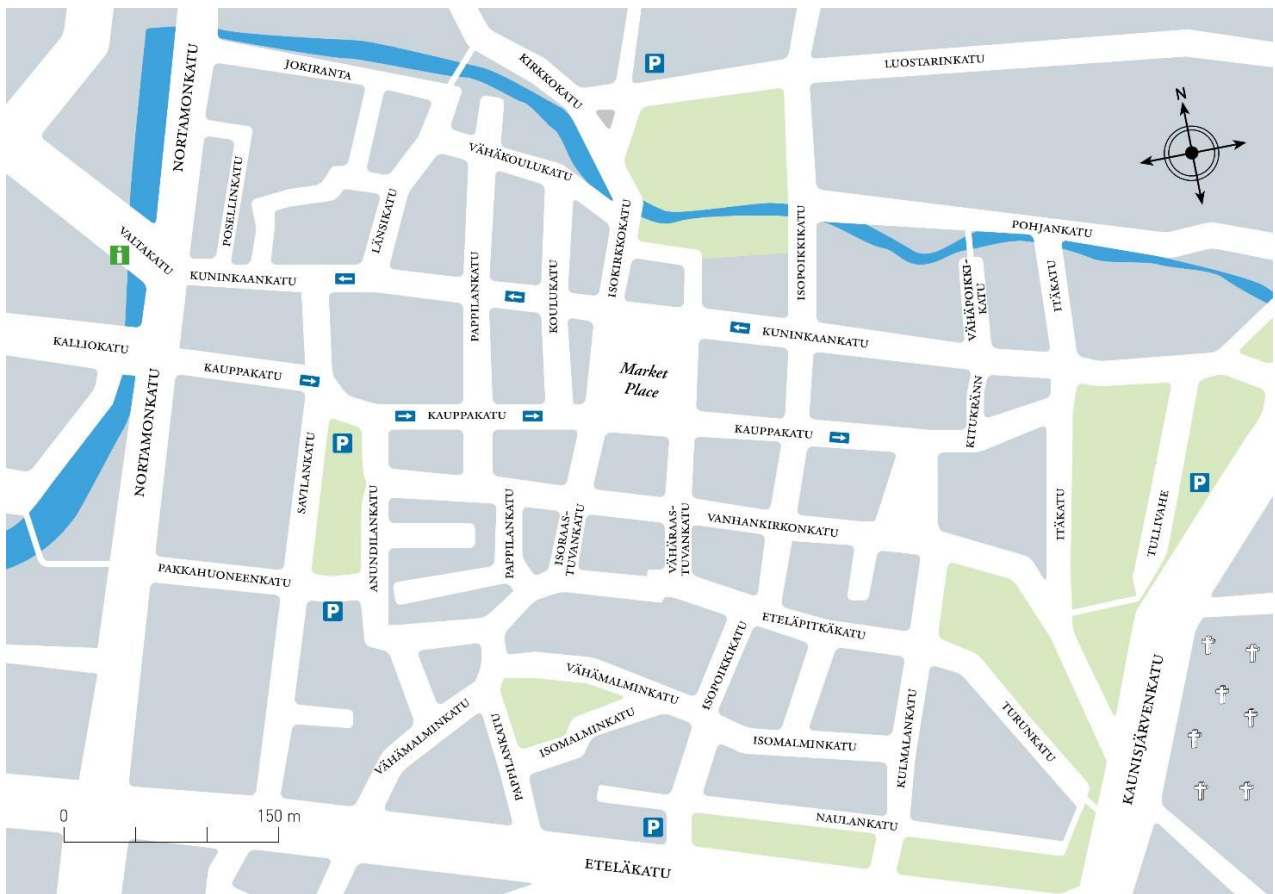 KIRKKOKATU
P
LUOSTARINKATU
JOKIRANTA
N
NORTAMONKATU
VÄHÄKOULUKATU
POSELLINKATU
LÄNSIKATU
VALTAKATU
i
ISOKIRKKOKATU
ISOPOIKKIKATU
POHJANKATU
KUNINKAANKATU
PAPPILANKATU
KOULUKATU
VÄHÄPOIKKI-
KATU
ITÄKATU
KUNINKAANKATU
KALLIOKATU
KAUPPAKATU
Market
Place
KAUPPAKATU
KAUPPAKATU
KITUKRÄNN
NORTAMONKATU
SAVILANKATU
P
P
ANUNDILANKATU
PAPPILANKATU
ISORAAS-
TUVANKATU
VÄHÄRAAS-
TUVANKATU
VANHANKIRKONKATU
ITÄKATU
TULLIVAHE
PAKKAHUONEENKATU
P
ETELÄPITKÄKATU
VÄHÄMALMINKATU
ISOPOIKKIKATU
VÄHÄMALMINKATU
PAPPILANKATU
ISOMALMINKATU
ISOMALMINKATU
KULMALANKATU
TURUNKATU
KAUNISJÄRVENKATU
0 150 m
P
NAULANKATU
ETELÄKATU